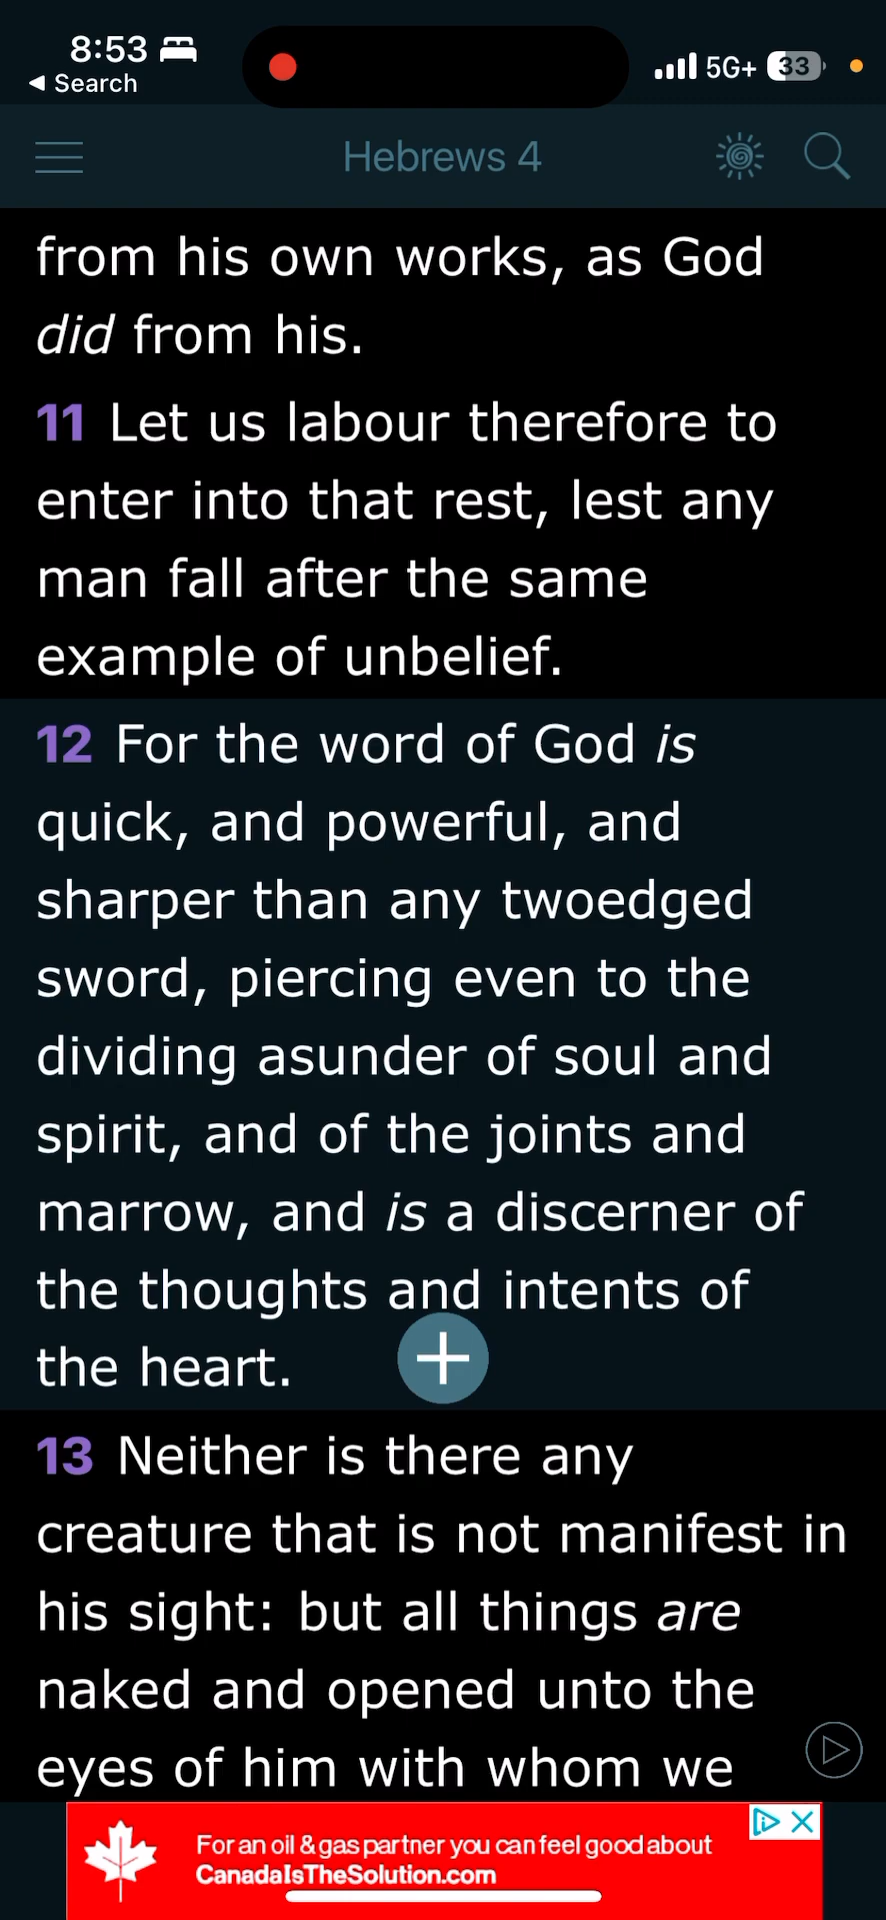 8:53
◀ Search
5G+ 33
Hebrews 4
from his own works, as God
did from his.
11 Let us labour therefore to
enter into that rest, lest any
man fall after the same
example of unbelief.
12 For the word of God is
quick, and powerful, and
sharper than any twoedged
sword, piercing even to the
dividing asunder of soul and
spirit, and of the joints and
marrow, and is a discerner of
the thoughts and intents of
the heart.
13 Neither is there any
creature that is not manifest in
his sight: but all things are
naked and opened unto the
eyes of him with whom we
For an oil & gas partner you can feel good about
CanadaIsTheSolution.com